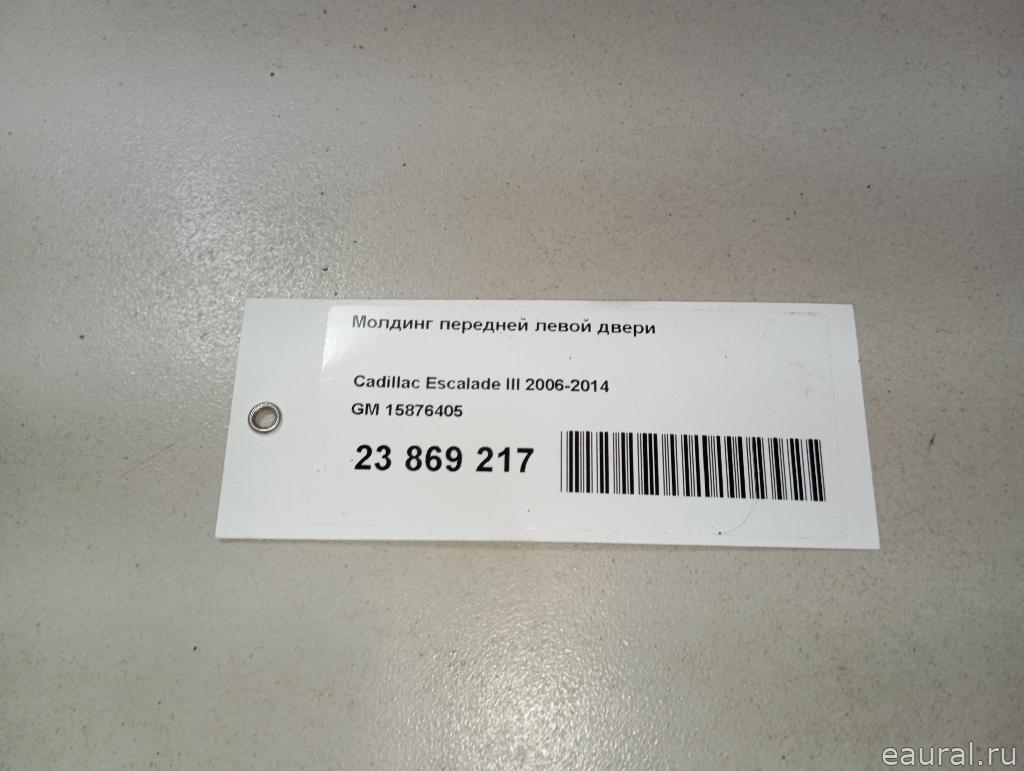 Молдинг передней левой двери
Cadillac Escalade III 2006-2014
GM 15876405
23 869 217
eaural.ru